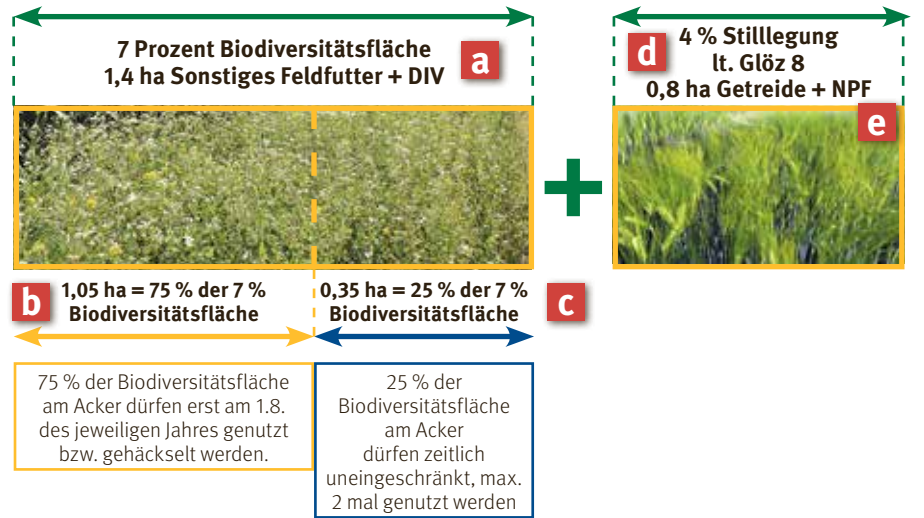 7 Prozent Biodiversitätsfläche
1,4 ha Sonstiges Feldfutter + DIV
a
d
4 % Stilllegung
lt. Glöz 8
0,8 ha Getreide + NPF
e
b
1,05 ha = 75 % der 7 %
Biodiversitätsfläche
0,35 ha = 25 % der 7 %
Biodiversitätsfläche
c
75 % der Biodiversitätsfläche
am Acker dürfen erst am 1.8.
des jeweiligen Jahres genutzt
bzw. gehäckselt werden.
25 % der
Biodiversitätsfläche
am Acker
dürfen zeitlich
uneingeschränkt, max.
2 mal genutzt werden